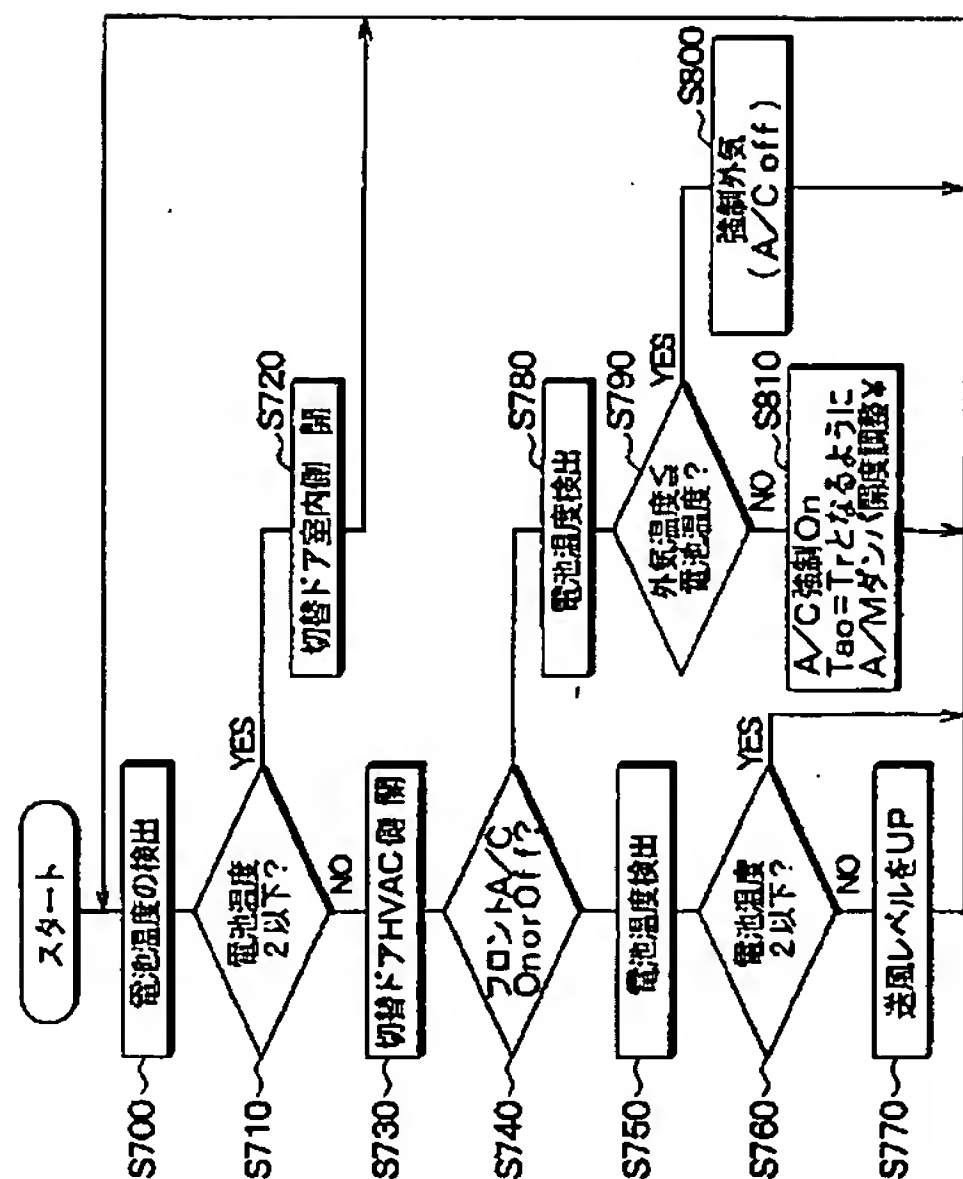 スタート
S700
電池温度の検出
S710
電池温度
2以下?
YES
NO
S720
切替ドア室内側 開
S730
切替ドアHVAC側 開
S740
フロントA/C
OnorOff?
S750
電池温度検出
S760
電池温度
2以下?
YES
NO
S770
送風レベルをUP
S780
電池温度検出
S790
外気温度≦
電池温度?
YES
NO
S800
強制外気
(A/C off)
S810
A/C強制On
Tao=Trとなるように
A/Mダンパ開度調整¥